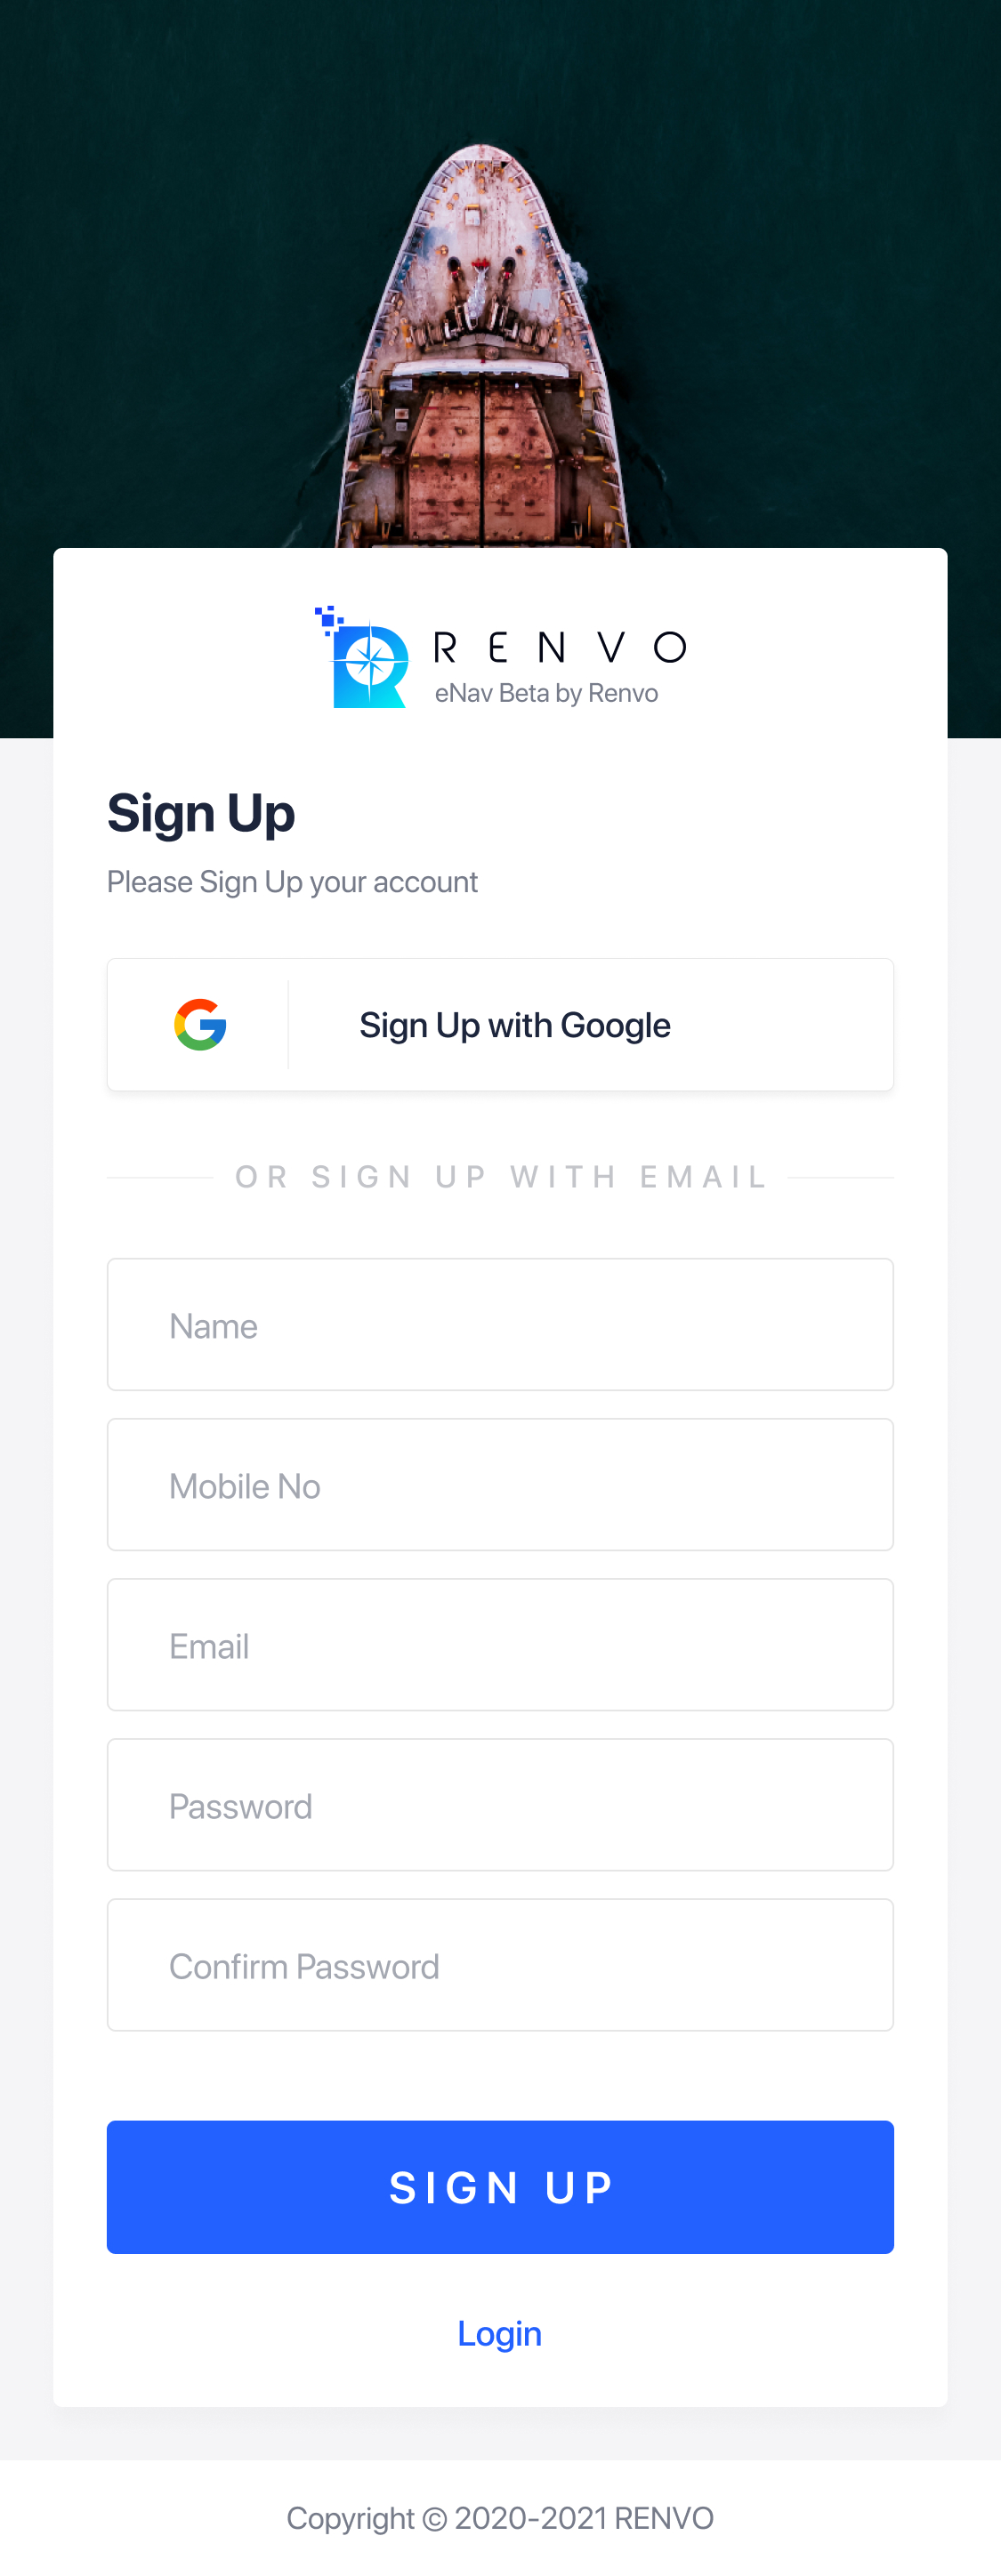 RENVO
eNav Beta by Renvo
Sign Up
Please Sign Up your account
Sign Up with Google
OR SIGN UP WITH EMAIL
Name
Mobile No
Email
Password
Confirm Password
SIGN UP
Login
Copyright © 2020-2021 RENVO